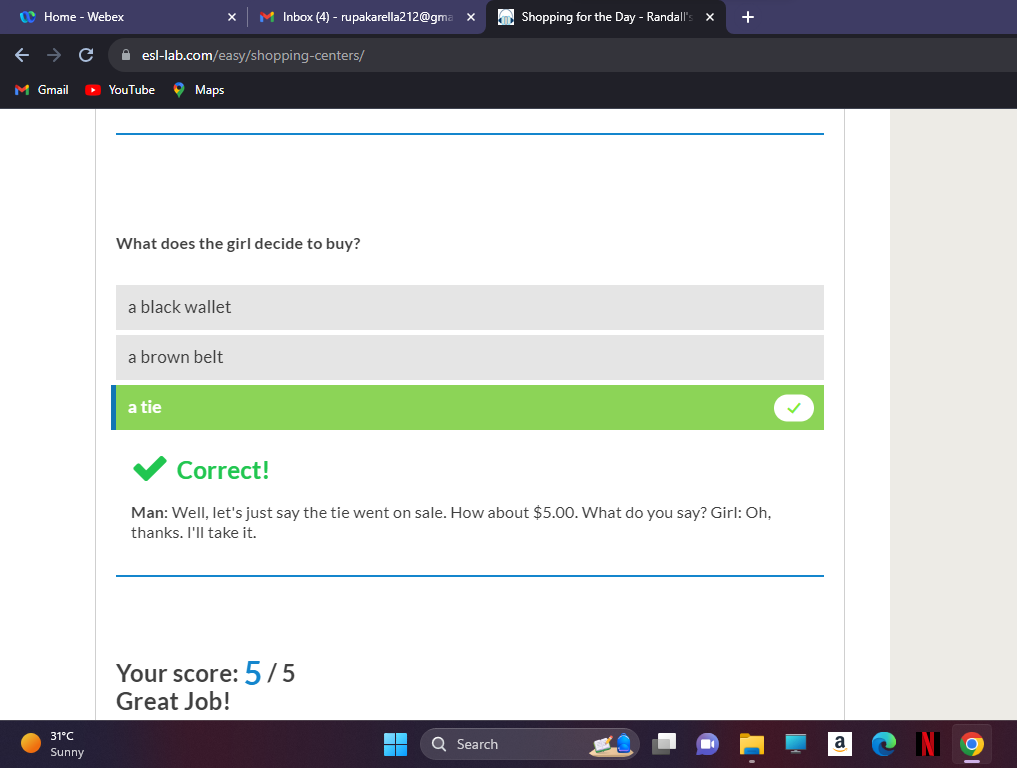 Home - Webex
Inbox (4) - rupakarella212@gma
Shopping for the Day - Randall's
esl-lab.com/easy/shopping-centers/
Gmail YouTube Maps
What does the girl decide to buy?
a black wallet
a brown belt
a tie
Correct!
Man: Well, let's just say the tie went on sale. How about $5.00. What do you say? Girl: Oh,
thanks. I'll take it.
Your score: 5 / 5
Great Job!
31°C
Sunny
Search
a
N